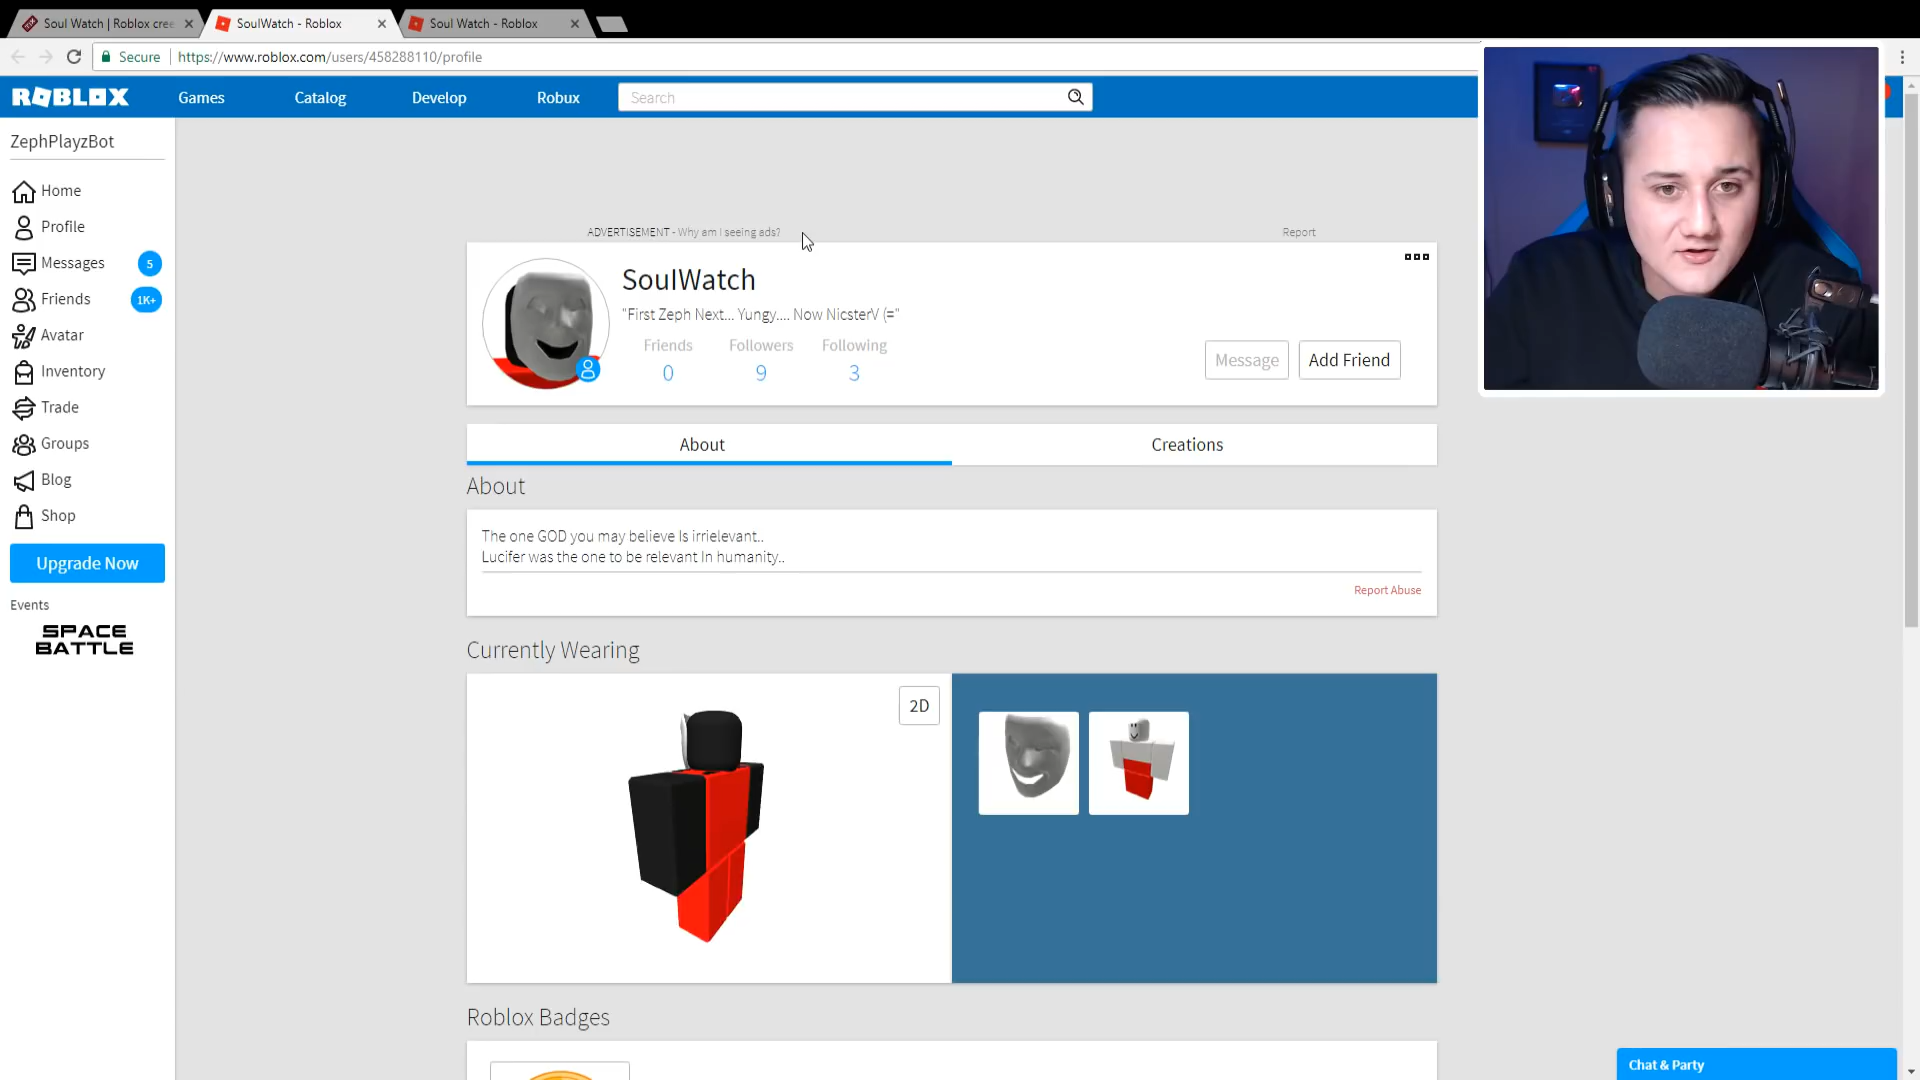 Soul Watch | Roblox cree
SoulWatch - Roblox
Soul Watch - Roblox
Secure
https://www.roblox.com/users/458288110/profile
ROBLOX
Games
Catalog
Develop
Robux
Search
ZephPlayzBot
Home
Profile
Messages
5
Friends
1K+
Avatar
Inventory
Trade
Groups
Blog
Shop
Upgrade Now
Events
SPACE
BATTLE
ADVERTISEMENT - Why am I seeing ads?
Report
SoulWatch
"First Zeph Next... Yungy.... Now NicsterV (="
Friends
Followers
Following
0
9
3
Message
Add Friend
About
Creations
About
The one GOD you may believe Is irrielevant..
Lucifer was the one to be relevant In humanity..
Report Abuse
Currently Wearing
2D
Roblox Badges
Chat & Party